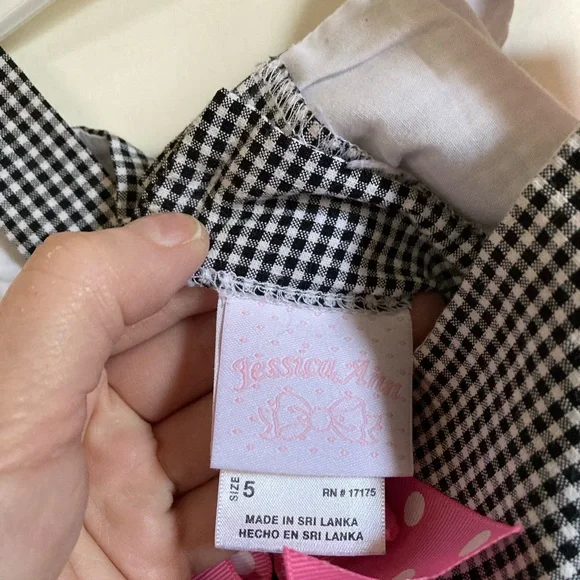 Jessica Ann
SIZE 5 RN # 17175
MADE IN SRI LANKA
HECHO EN SRI LANKA